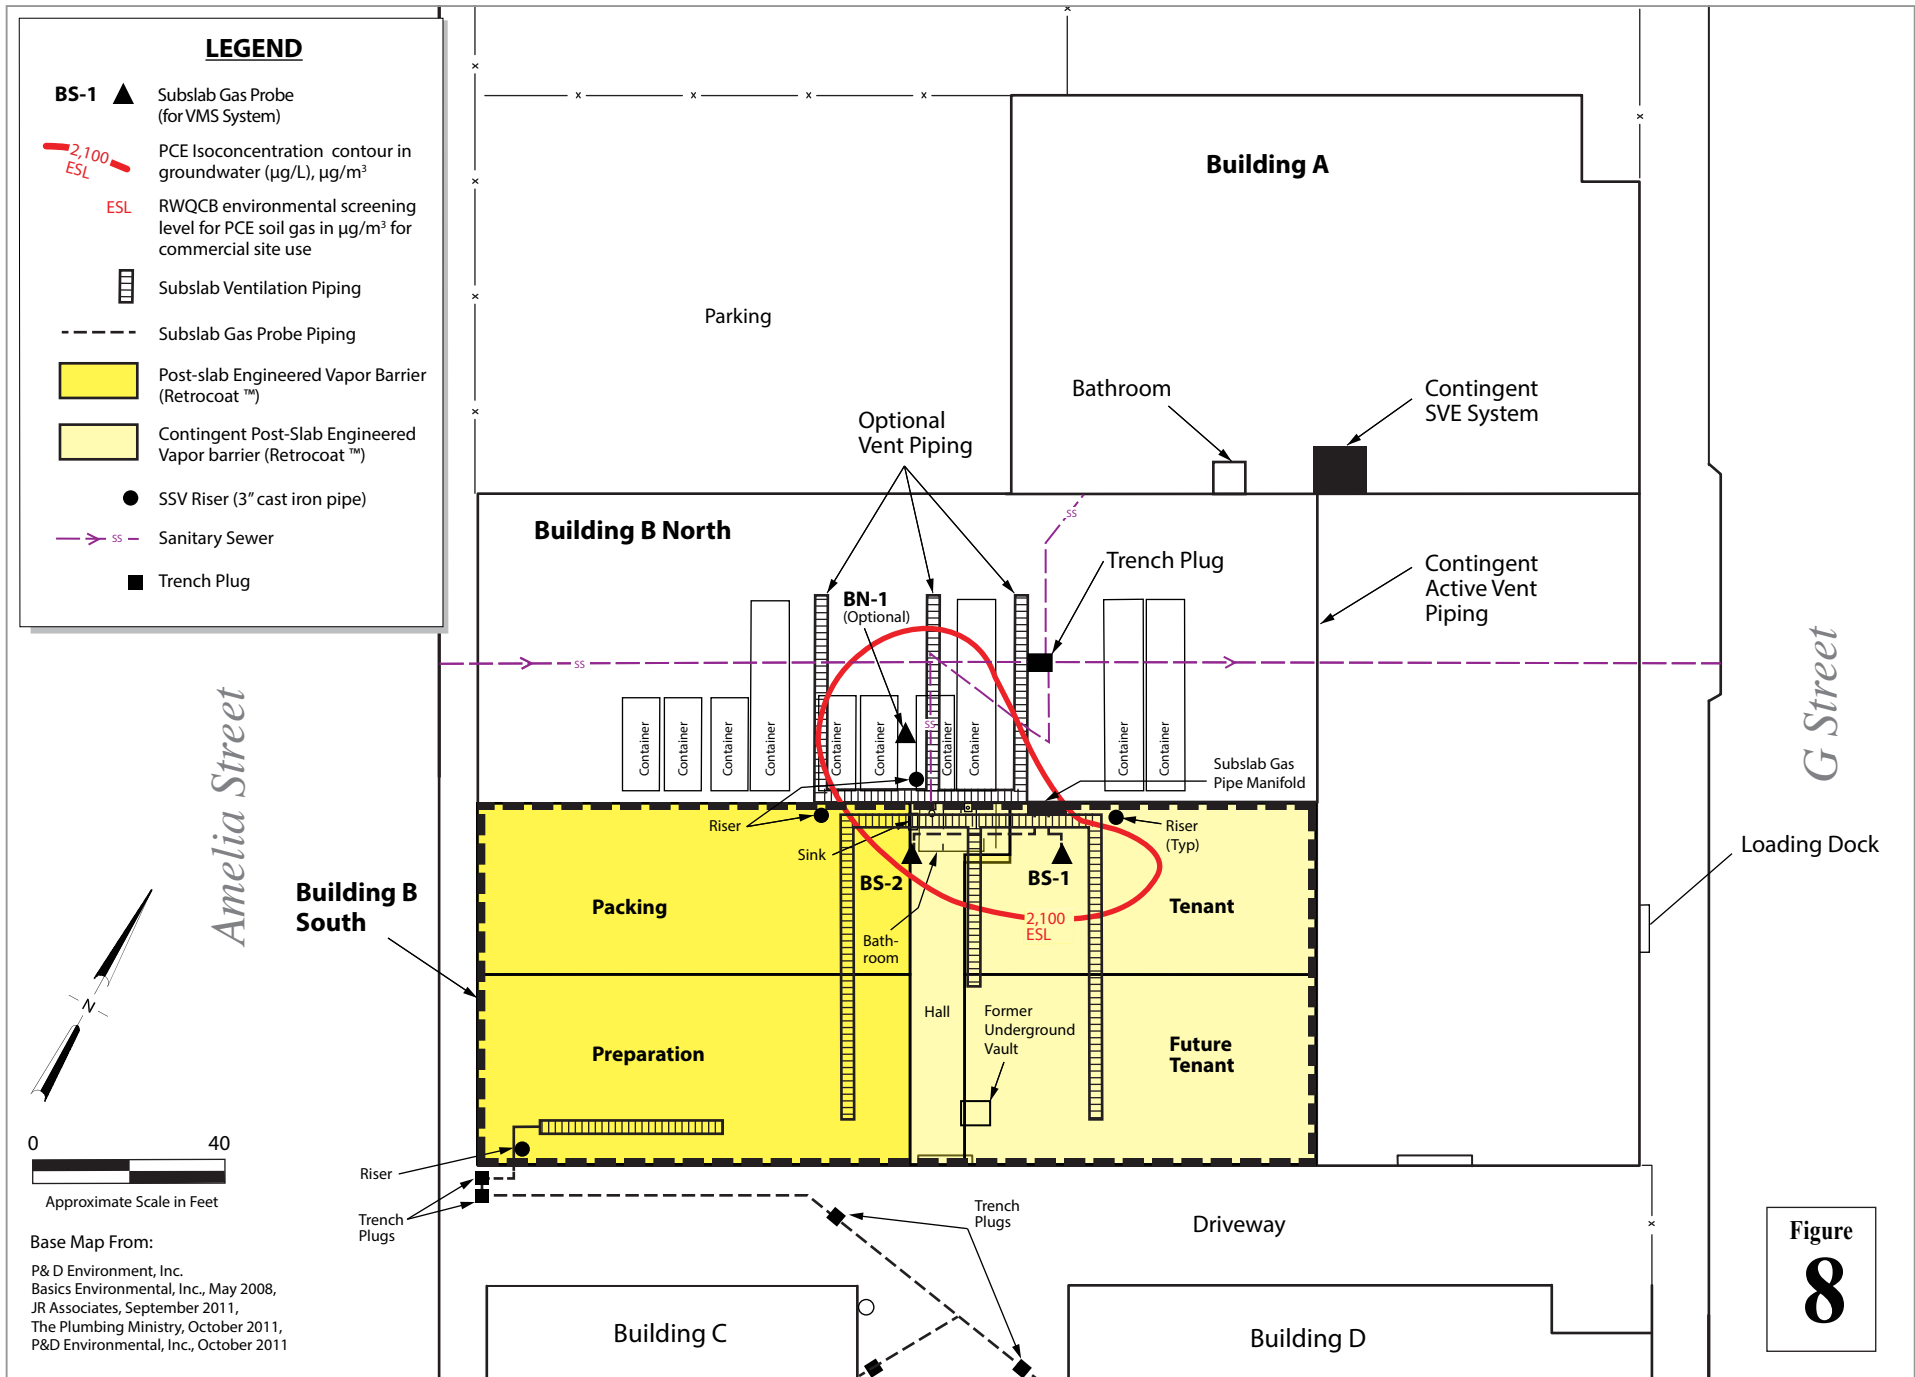 LEGEND
BS-1
Subslab Gas Probe
(for VMS System)
2,100
ESL
PCE Isoconcentration contour in
groundwater (µg/L), µg/m³
ESL
RWQCB environmental screening
level for PCE soil gas in µg/m³ for
commercial site use
Subslab Ventilation Piping
Subslab Gas Probe Piping
Post-slab Engineered Vapor Barrier
(Retrocoat ™)
Contingent Post-Slab Engineered
Vapor barrier (Retrocoat ™)
SSV Riser (3” cast iron pipe)
SS
Sanitary Sewer
Trench Plug
Building A
Parking
Bathroom
Contingent
SVE System
Optional
Vent Piping
Building B North
SS
Trench Plug
Contingent
Active Vent
Piping
BN-1
(Optional)
SS
Amelia Street
G Street
Container
Container
Container
Container
Container
Container
SS
Container
Container
Container
Container
Subslab Gas
Pipe Manifold
Riser
Riser
(Typ)
Sink
Loading Dock
BS-2
BS-1
Building B
South
Packing
Tenant
2,100
ESL
Bath-
room
N
Hall
Former
Underground
Vault
Preparation
Future
Tenant
0 40
Approximate Scale in Feet
Riser
Trench
Plugs
Trench
Plugs
Driveway
Base Map From:
P& D Environment, Inc.
Basics Environmental, Inc., May 2008,
JR Associates, September 2011,
The Plumbing Ministry, October 2011,
P&D Environmental, Inc., October 2011
Building C
Building D
Figure
8